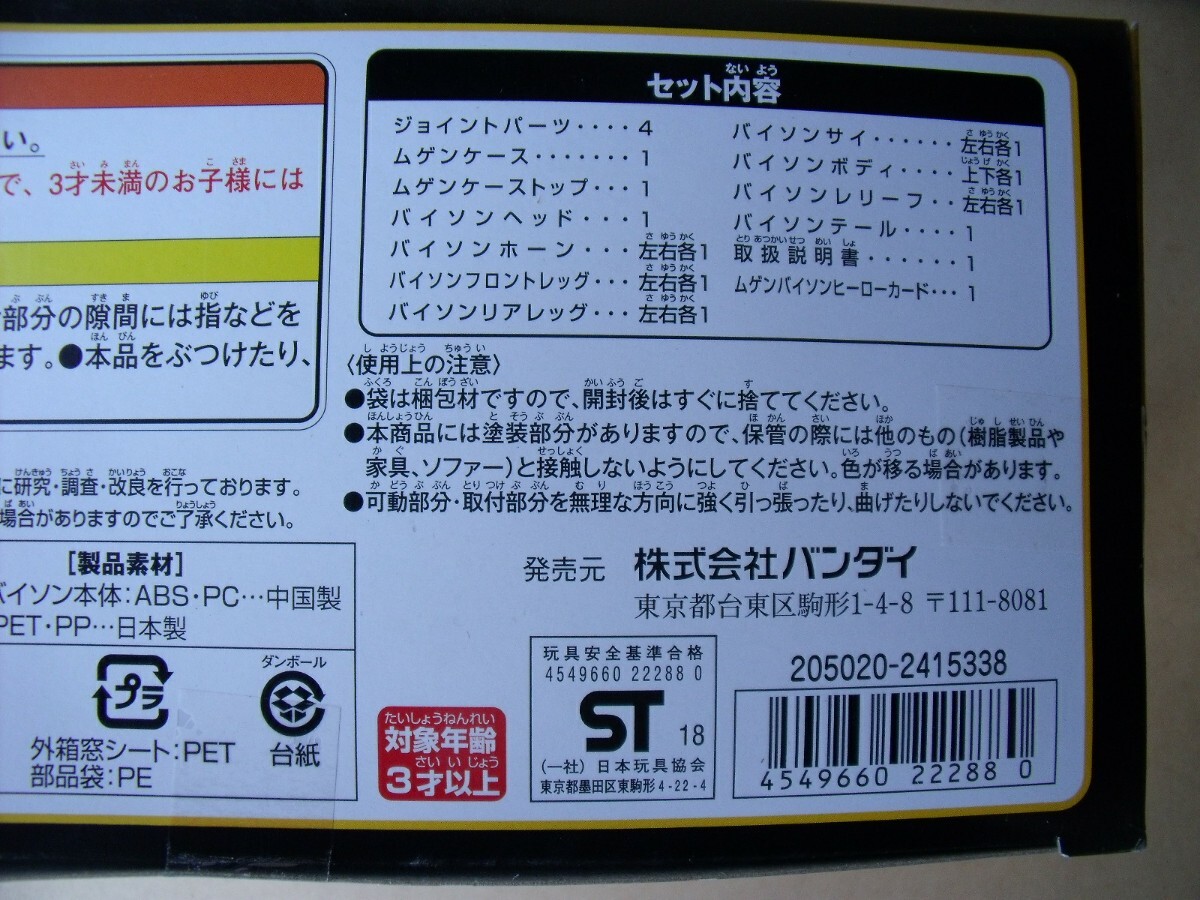 い。
で、3才未満のお子様には
部分の隙間には指などを
ます。●本品をぶつけたり、
に研究・調査・改良を行っております。
場合がありますのでご了承ください。
[製品素材]
バイソン本体：ABS・PC…中国製
PET・PP…日本製
プラ
外箱窓シート：PET
部品袋：PE
ダンボール
台紙
セット内容
ジョイントパーツ・・・・4
ムゲンケース・・・・・・・1
ムゲンケーストップ・・・1
バイソンヘッド・・・・1
バイソンホーン・・・左右各1
バイソンフロントレッグ・・・左右各1
バイソンリアレッグ・・・左右各1
バイソンサイ・・・・・・左右各1
バイソンボディ・・・・上下各1
バイソンレリーフ・・左右各1
バイソンテール・・・・1
取扱説明書・・・・・・1
ムゲンバイソンヒーローカード・・・1
〈使用上の注意〉
●袋は梱包材ですので、開封後はすぐに捨ててください。
●本商品には塗装部分がありますので、保管の際には他のもの(樹脂製品や
家具、ソファー)と接触しないようにしてください。色が移る場合があります。
●可動部分・取付部分を無理な方向に強く引っ張ったり、曲げたりしないでください。
発売元 株式会社バンダイ
東京都台東区駒形1-4-8 〒111-8081
たいしょうねんれい
対象年齢
さいいじょう
3才以上
玩具安全基準合格
4549660 22288 0
ST 18
(一社) 日本玩具協会
東京都墨田区東駒形4-22-4
205020-2415338
4549660 222880